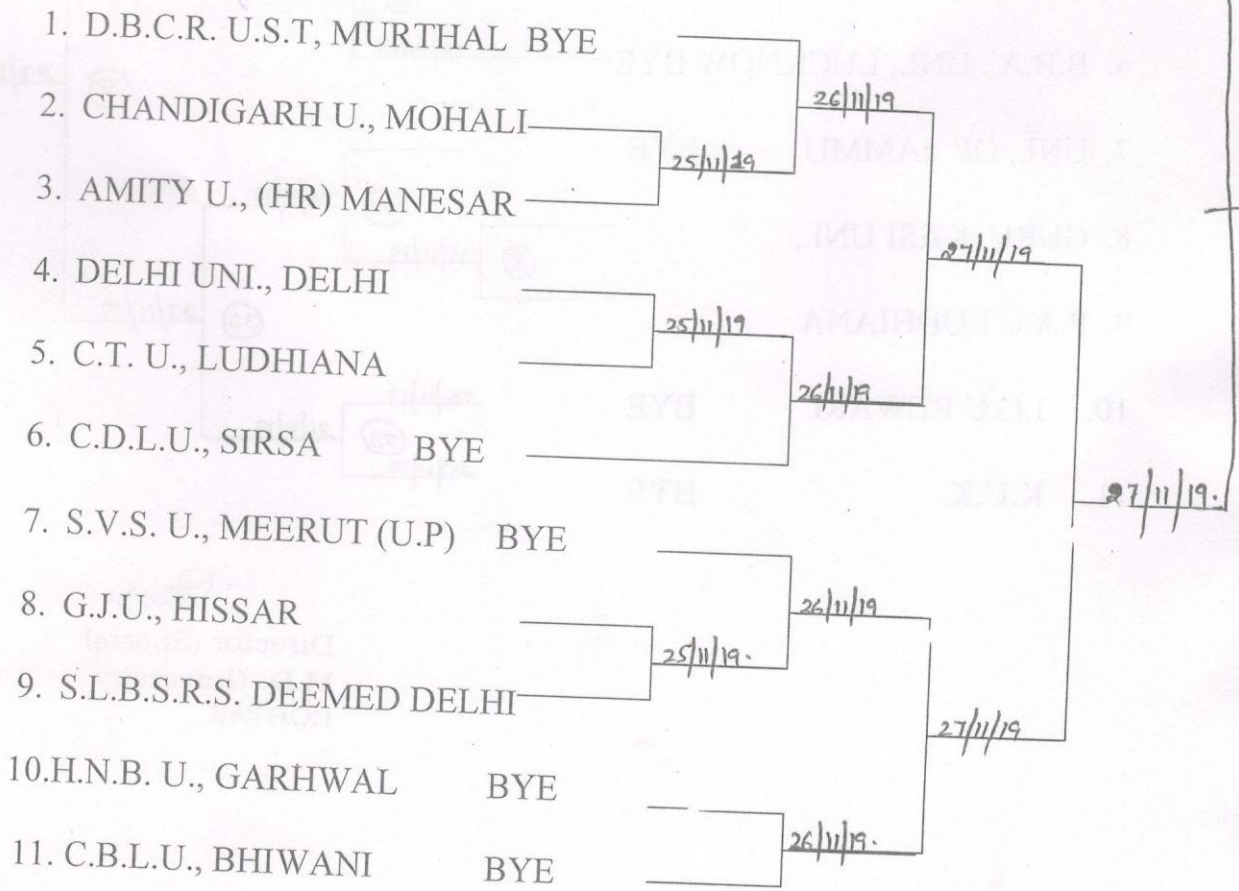 1. D.B.C.R. U.S.T, MURTHAL BYE
26/11/19
2. CHANDIGARH U., MOHALI
25/11/19
3. AMITY U., (HR) MANESAR
27/11/19
4. DELHI UNI., DELHI
25/11/19
5. C.T. U., LUDHIANA
26/11/19
6. C.D.L.U., SIRSA BYE
27/11/19.
7. S.V.S. U., MEERUT (U.P) BYE
26/11/19
8. G.J.U., HISSAR
25/11/19.
9. S.L.B.S.R.S. DEEMED DELHI
27/11/19
10.H.N.B. U., GARHWAL BYE
26/11/19.
11. C.B.L.U., BHIWANI BYE